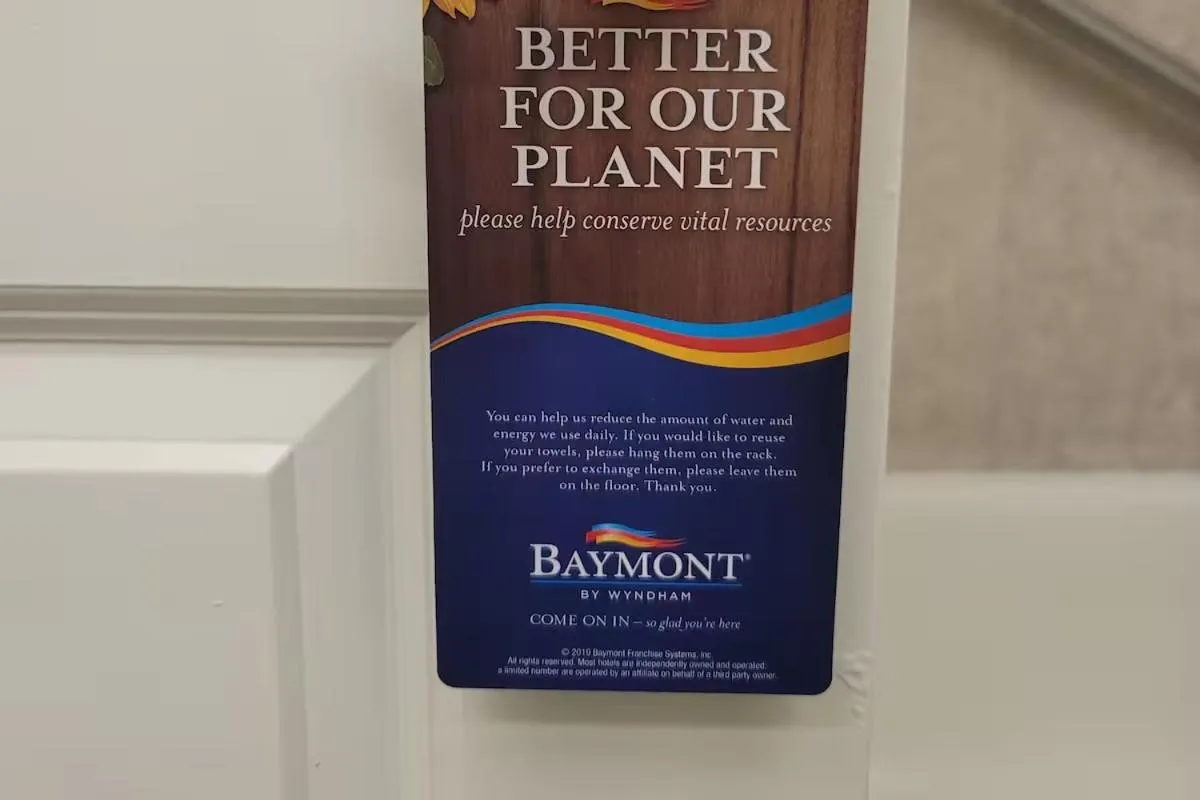 BETTER
FOR OUR
PLANET
please help conserve vital resources
You can help us reduce the amount of water and
energy we use daily. If you would like to reuse
your towels, please hang them on the rack.
If you prefer to exchange them, please leave them
on the floor. Thank you.
BAYMONT®
BY WYNDHAM
COME ON IN – so glad you're here
© 2019 Baymont Franchise Systems, Inc.
All rights reserved. Most hotels are independently owned and operated;
a limited number are operated by an affiliate on behalf of a third party owner.